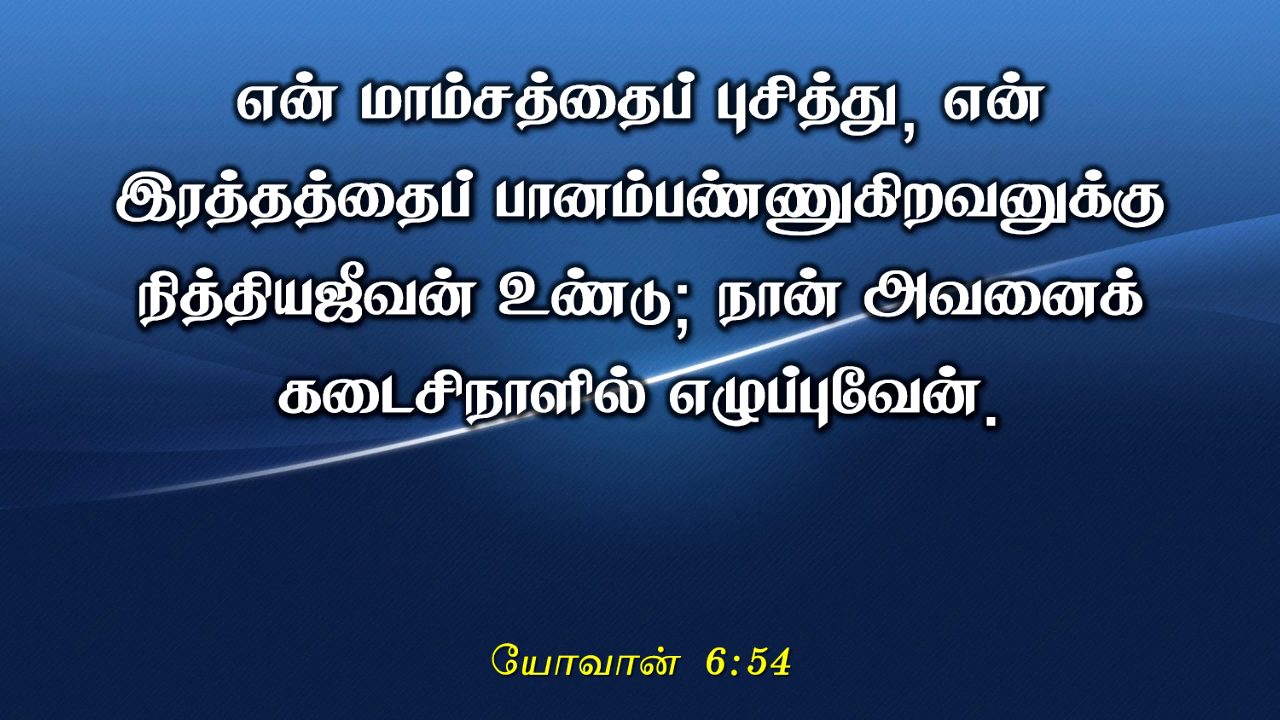 என் மாம்சத்தைப் புசித்து, என்
இரத்தத்தைப் பானம்பண்ணுகிறவனுக்கு
நித்தியஜீவன் உண்டு; நான் அவனைக்
கடைசிநாளில் எழுப்புவேன்.
யோவான் 6:54